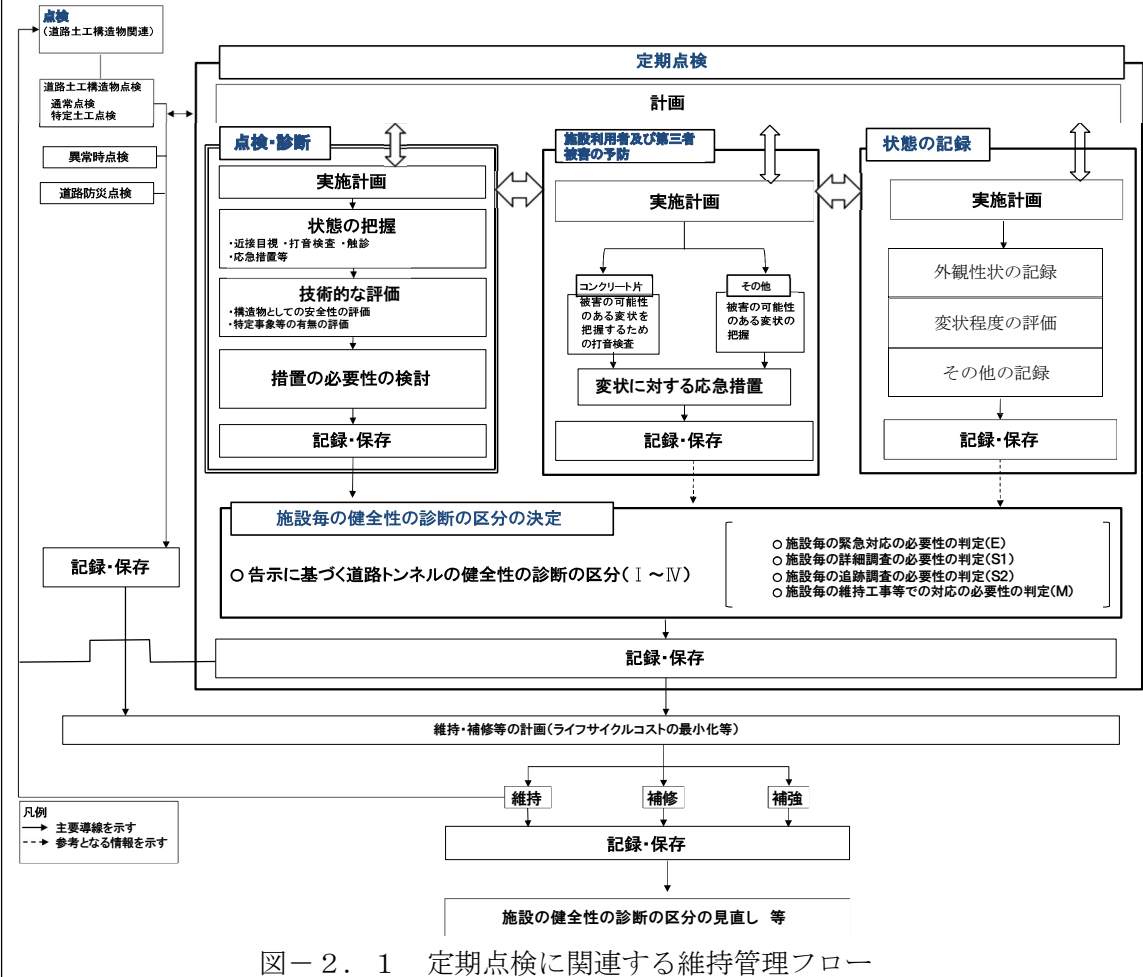 点検
(道路土工構造物関連)
道路土工構造物点検
通常点検
特定土工点検
異常時点検
道路防災点検
記録・保存
定期点検
計画
点検・診断
実施計画
状態の把握
・近接目視 ・打音検査 ・触診
・応急措置等
技術的な評価
・構造物としての安全性の評価
・特定事象等の有無の評価
措置の必要性の検討
記録・保存
施設利用者及び第三者
被害の予防
実施計画
コンクリート片
被害の可能性
のある変状を
把握するため
の打音検査
その他
被害の可能
性のある変状の
把握
変状に対する応急措置
記録・保存
状態の記録
実施計画
外観性状の記録
変状程度の評価
その他の記録
記録・保存
施設毎の健全性の診断の区分の決定
○告示に基づく道路トンネルの健全性の診断の区分(Ⅰ~Ⅳ)
○施設毎の緊急対応の必要性の判定(E)
○施設毎の詳細調査の必要性の判定(S1)
○施設毎の追跡調査の必要性の判定(S2)
○施設毎の維持工事等での対応の必要性の判定(M)
記録・保存
維持・補修等の計画(ライフサイクルコストの最小化等)
維持
補修
補強
記録・保存
施設の健全性の診断の区分の見直し 等
凡例
主要導線を示す
参考となる情報を示す
図-2.1 定期点検に関連する維持管理フロー